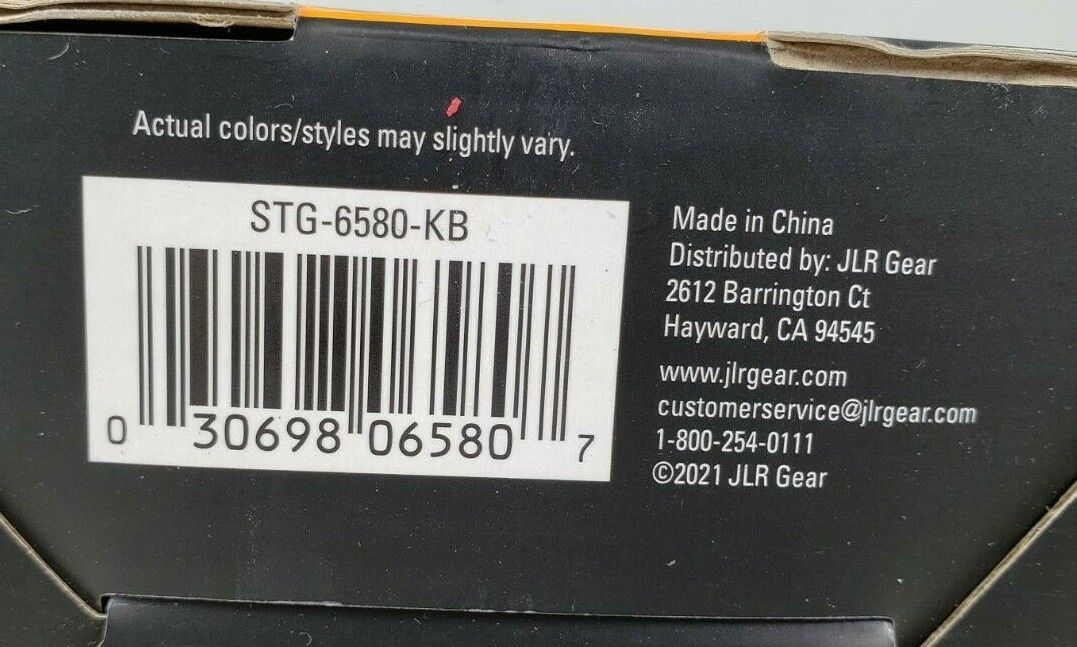 Actual colors/styles may slightly vary.
STG-6580-KB
0 30698 06580 7
Made in China
Distributed by: JLR Gear
2612 Barrington Ct
Hayward, CA 94545
www.jlrgear.com
customerservice@jlrgear.com
1-800-254-0111
©2021 JLR Gear